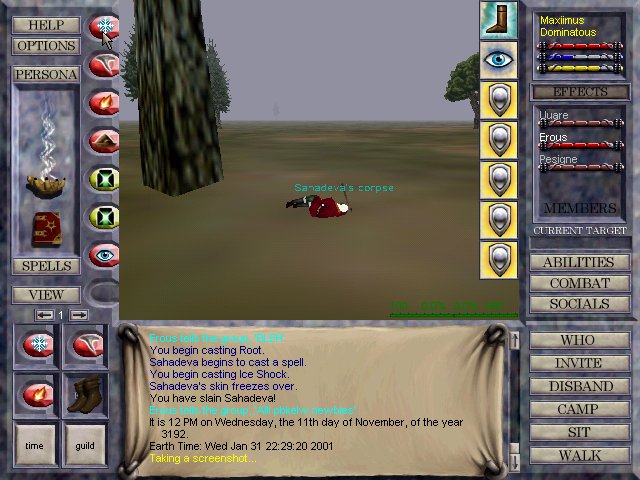 HELP
OPTIONS
PERSONA
SPELLS
VIEW
1
time
guild
Sahadeva's corpse
Maxiimus
Dominatous
EFFECTS
Uuare
Erous
Pesigne
MEMBERS
CURRENT TARGET
ABILITIES
COMBAT
SOCIALS
WHO
INVITE
DISBAND
CAMP
SIT
WALK
Erous tells the group,
You begin casting Root.
Sahadeva begins to cast a spell.
You begin casting Ice Shock.
Sahadeva's skin freezes over.
You have slain Sahadeva!
Erous tells the group, 'All pbkelve newbies'
It is 12 PM on Wednesday, the 11th day of November, of the year
3192.
Earth Time: Wed Jan 31 22:29:20 2001
Taking a screenshot...